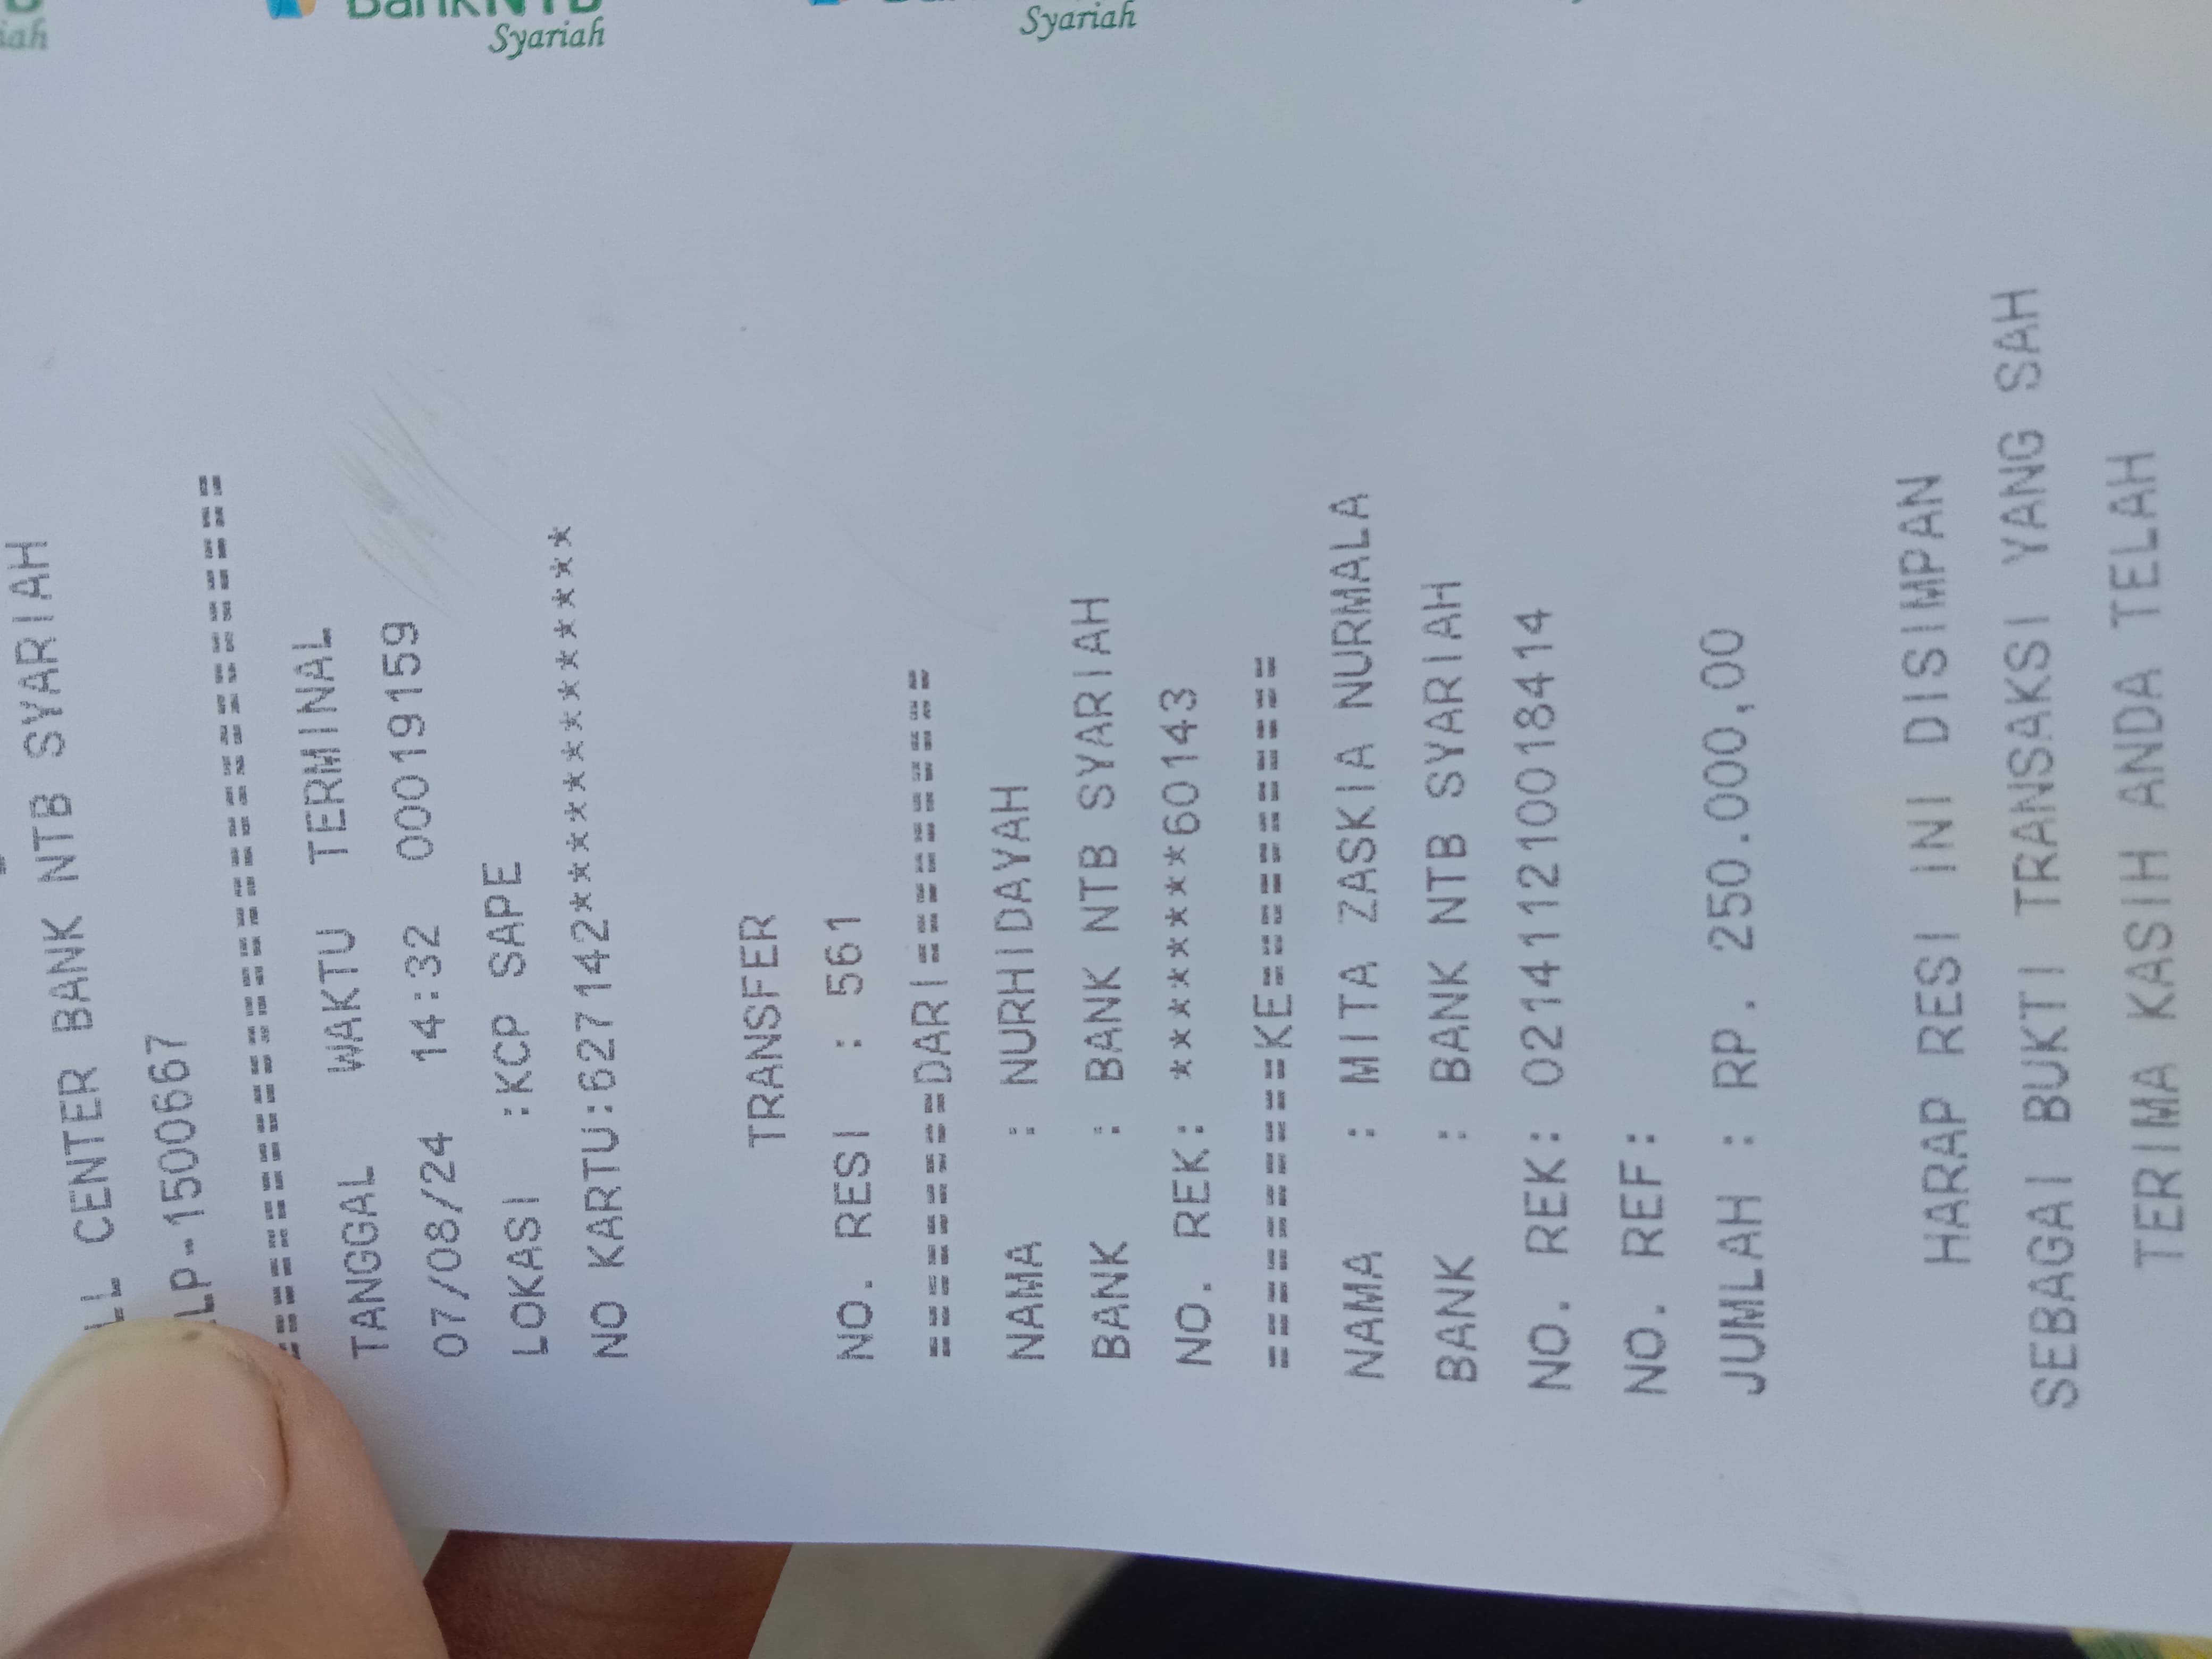 BankNTB
Syariah
Syariah
CENTER BANK NTB SYARIAH
LP-150667
==================================
TANGGAL WAKTU TERMINAL
07/08/24 14:32 00019159
LOKASI :KCP SAPE
NO KARTU:627142*************
TRANSFER
NO. RESI : 561
==========DARI===========
NAMA : NURHIDAYAH
BANK : BANK NTB SYARIAH
NO. REK: ********60143
===========KE============
NAMA : MITA ZASKIA NURMALA
BANK : BANK NTB SYARIAH
NO. REK: 021411210018414
NO. REF:
JUMLAH : RP. 250.000,00
HARAP RESI INI DISIMPAN
SEBAGAI BUKTI TRANSAKSI YANG SAH
TERIMA KASIH ANDA TELAH